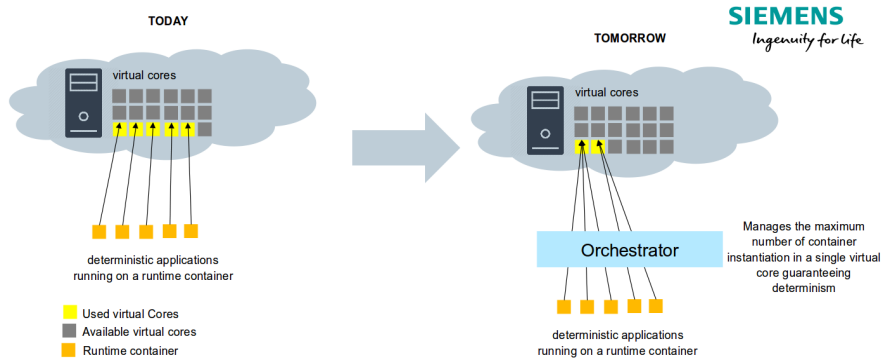 TODAY
virtual cores
deterministic applications
running on a runtime container
Used virtual Cores
Available virtual cores
Runtime container
SIEMENS
Ingenuity for life
TOMORROW
virtual cores
Orchestrator
Manages the maximum
number of container
instantiation in a single virtual
core guaranteeing
determinism
deterministic applications
running on a runtime container